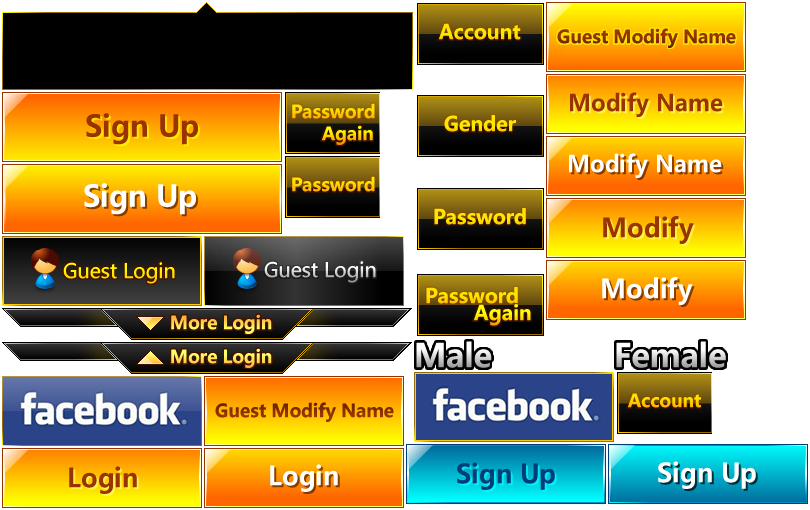 Account
Guest Modify Name
Sign Up
Password
Again
Modify Name
Gender
Sign Up
Password
Modify Name
Guest Login
Guest Login
Password
Modify
More Login
Password
Again
Modify
More Login
Male
Female
facebook
Guest Modify Name
facebook
Account
Login
Login
Sign Up
Sign Up